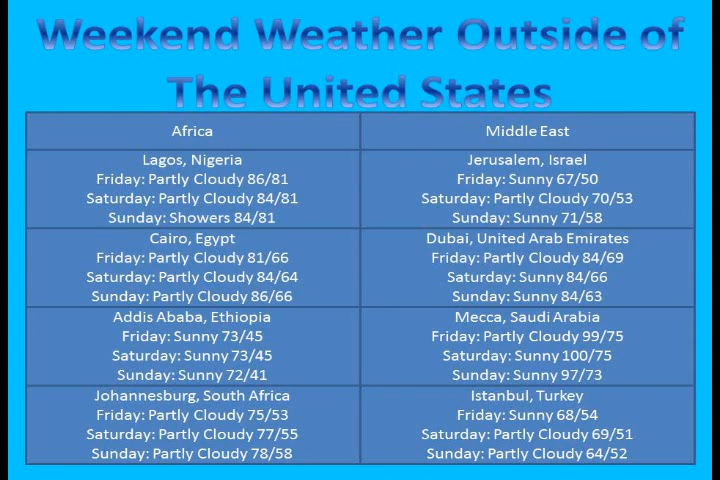 Weekend Weather Outside of
The United States
Africa
Middle East
Lagos, Nigeria
Friday: Partly Cloudy 86/81
Saturday: Partly Cloudy 84/81
Sunday: Showers 84/81
Jerusalem, Israel
Friday: Sunny 67/50
Saturday: Partly Cloudy 70/53
Sunday: Sunny 71/58
Cairo, Egypt
Friday: Partly Cloudy 81/66
Saturday: Partly Cloudy 84/64
Sunday: Partly Cloudy 86/66
Dubai, United Arab Emirates
Friday: Partly Cloudy 84/69
Saturday: Sunny 84/66
Sunday: Sunny 84/63
Addis Ababa, Ethiopia
Friday: Sunny 73/45
Saturday: Sunny 73/45
Sunday: Sunny 72/41
Mecca, Saudi Arabia
Friday: Partly Cloudy 99/75
Saturday: Sunny 100/75
Sunday: Sunny 97/73
Johannesburg, South Africa
Friday: Partly Cloudy 75/53
Saturday: Partly Cloudy 77/55
Sunday: Partly Cloudy 78/58
Istanbul, Turkey
Friday: Sunny 68/54
Saturday: Partly Cloudy 69/51
Sunday: Partly Cloudy 64/52